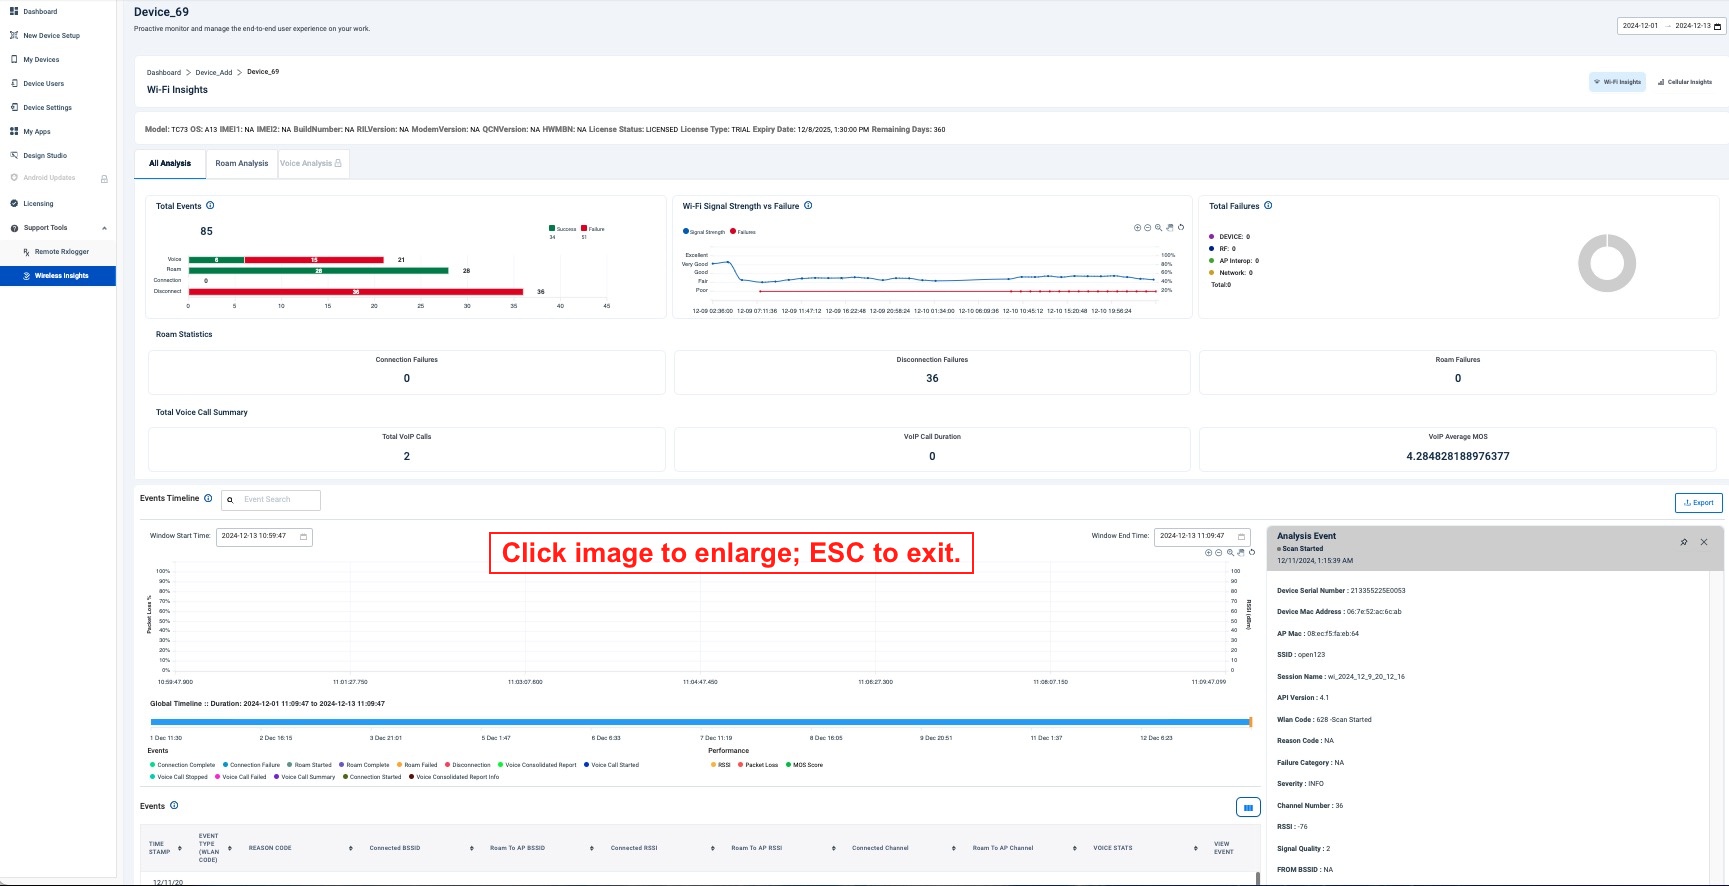 Dashboard
New Device Setup
My Devices
Device Users
Device Settings
My Apps
Design Studio
Android Updates
Licensing
Support Tools
Remote Rxlogger
Wireless Insights
Device_69
Proactive monitor and manage the end-to-end user experience on your work.
2024-12-01 → 2024-12-13
Dashboard > Device_Add > Device_69
Wi-Fi Insights
Wi-Fi Insights
Cellular Insights
Model: TC73 OS: A13 IMEI1: NA IMEI2: NA BuildNumber: NA RILVersion: NA ModemVersion: NA QCNVersion: NA HWMBN: NA License Status: LICENSED License Type: TRIAL Expiry Date: 12/8/2025, 1:30:00 PM Remaining Days: 360
All Analysis
Roam Analysis
Voice Analysis
Total Events
85
Success Failure
34 51
Voice 6 15 21
Roam 28 28
Connection 0
Disconnect 36 36
0 5 10 15 20 25 30 35 40 45
Wi-Fi Signal Strength vs Failure
Signal Strength Failures
Excellent 100%
Very Good 80%
Good 60%
Fair 40%
Poor 20%
12-09 02:36:00 12-09 07:11:36 12-09 11:47:12 12-09 16:22:48 12-09 20:58:24 12-10 01:34:00 12-10 06:09:36 12-10 10:45:12 12-10 15:20:48 12-10 19:56:24
Total Failures
DEVICE: 0
RF: 0
AP Interop: 0
Network: 0
Total:0
Roam Statistics
Connection Failures
0
Disconnection Failures
36
Roam Failures
0
Total Voice Call Summary
Total VoIP Calls
2
VoIP Call Duration
0
VoIP Average MOS
4.284828188976377
Events Timeline
Event Search
Export
Window Start Time: 2024-12-13 10:59:47
Click image to enlarge; ESC to exit.
Window End Time: 2024-12-13 11:09:47
Packet Loss %
100%
90%
80%
70%
60%
50%
40%
30%
20%
10%
0%
100
90
80
70
60
50
40
30
20
10
0
RSSI (dBm)
10:59:47.900 11:01:27.750 11:03:07.600 11:04:47.450 11:06:27.300 11:08:07.150 11:09:47.099
Global Timeline :: Duration: 2024-12-01 11:09:47 to 2024-12-13 11:09:47
1 Dec 11:30 2 Dec 16:15 3 Dec 21:01 5 Dec 1:47 6 Dec 6:33 7 Dec 11:19 8 Dec 16:05 9 Dec 20:51 11 Dec 1:37 12 Dec 6:23
Events
Connection Complete Connection Failure Roam Started Roam Complete Roam Failed Disconnection Voice Consolidated Report Voice Call Started
Voice Call Stopped Voice Call Failed Voice Call Summary Connection Started Voice Consolidated Report Info
Performance
RSSI Packet Loss MOS Score
Events
TIME STAMP
EVENT TYPE (WLAN CODE)
REASON CODE
Connected BSSID
Roam To AP BSSID
Connected RSSI
Roam To AP RSSI
Connected Channel
Roam To AP Channel
VOICE STATS
VIEW EVENT
12/11/20
Analysis Event
Scan Started
12/11/2024, 1:15:39 AM
Device Serial Number : 213355225E0053
Device Mac Address : 06:7e:52:ac:6c:ab
AP Mac : 08:ec:f5:fa:eb:64
SSID : open123
Session Name : wi_2024_12_9_20_12_16
API Version : 4.1
Wlan Code : 628 -Scan Started
Reason Code : NA
Failure Category : NA
Severity : INFO
Channel Number : 36
RSSI : -76
Signal Quality : 2
FROM BSSID : NA